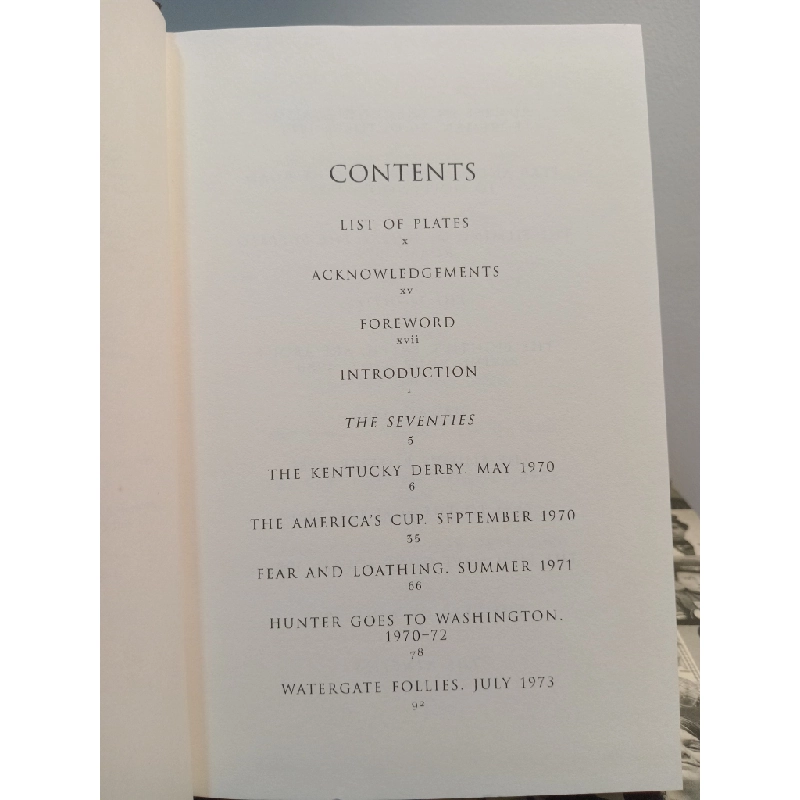 CONTENTS
LIST OF PLATES
x
ACKNOWLEDGEMENTS
xv
FOREWORD
xvii
INTRODUCTION
THE SEVENTIES
5
THE KENTUCKY DERBY, MAY 1970
6
THE AMERICA'S CUP, SEPTEMBER 1970
35
FEAR AND LOATHING, SUMMER 1971
66
HUNTER GOES TO WASHINGTON,
1970–72
78
WATERGATE FOLLIES, JULY 1973
92